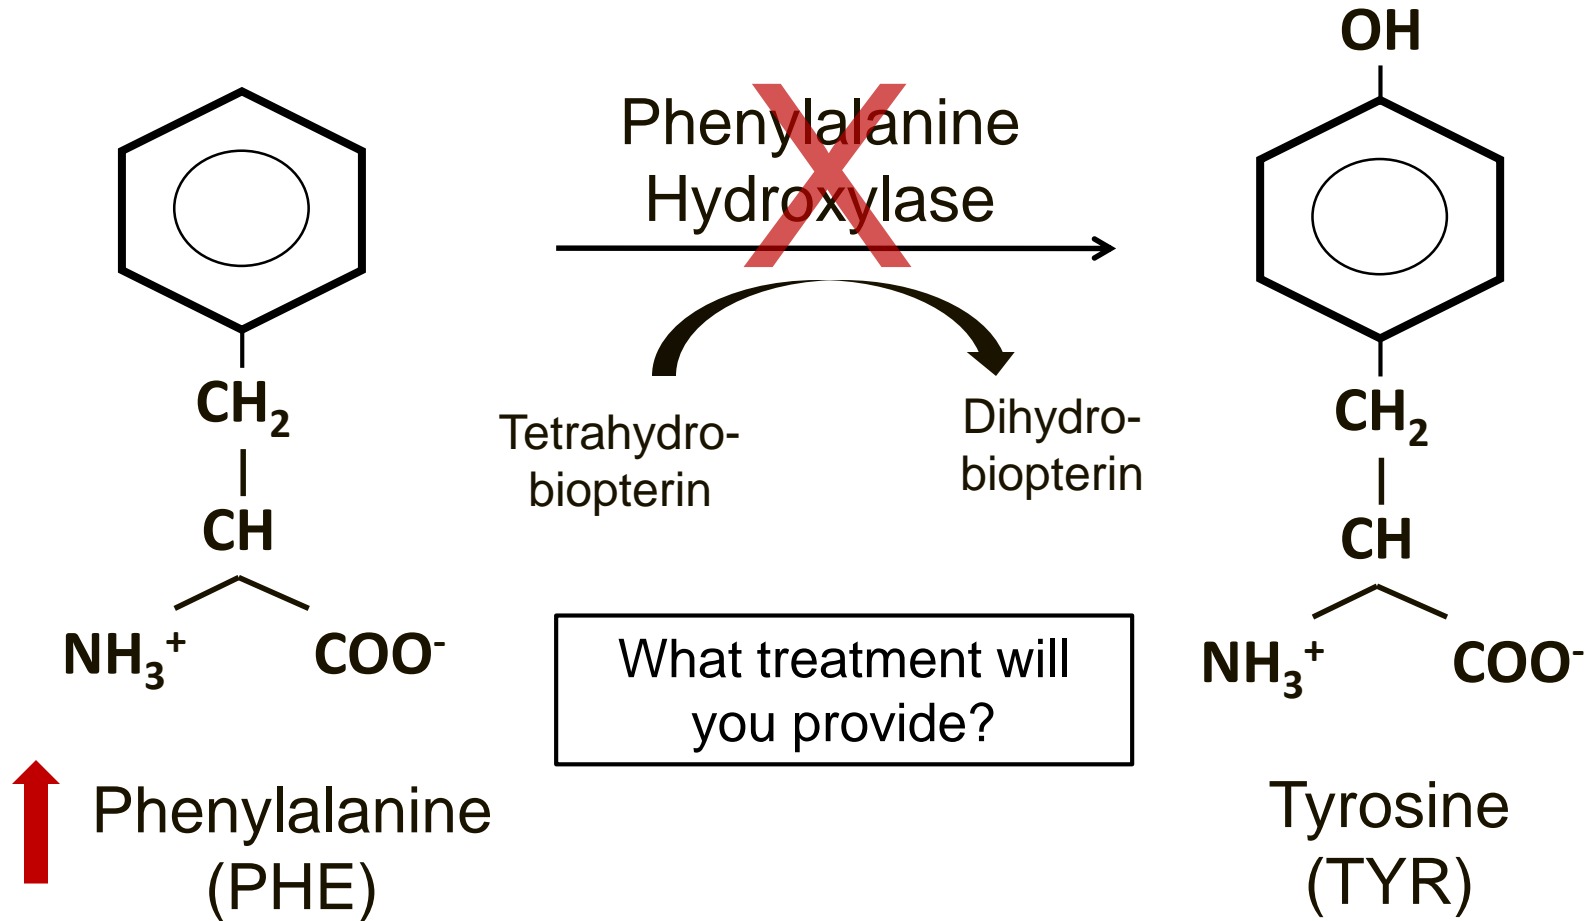 OH
Phenylalanine
Hydroxylase
X
CH₂
CH
NH₃⁺ COO⁻
Tetrahydro-
biopterin
Dihydro-
biopterin
CH₂
CH
NH₃⁺ COO⁻
What treatment will
you provide?
Phenylalanine
(PHE)
Tyrosine
(TYR)